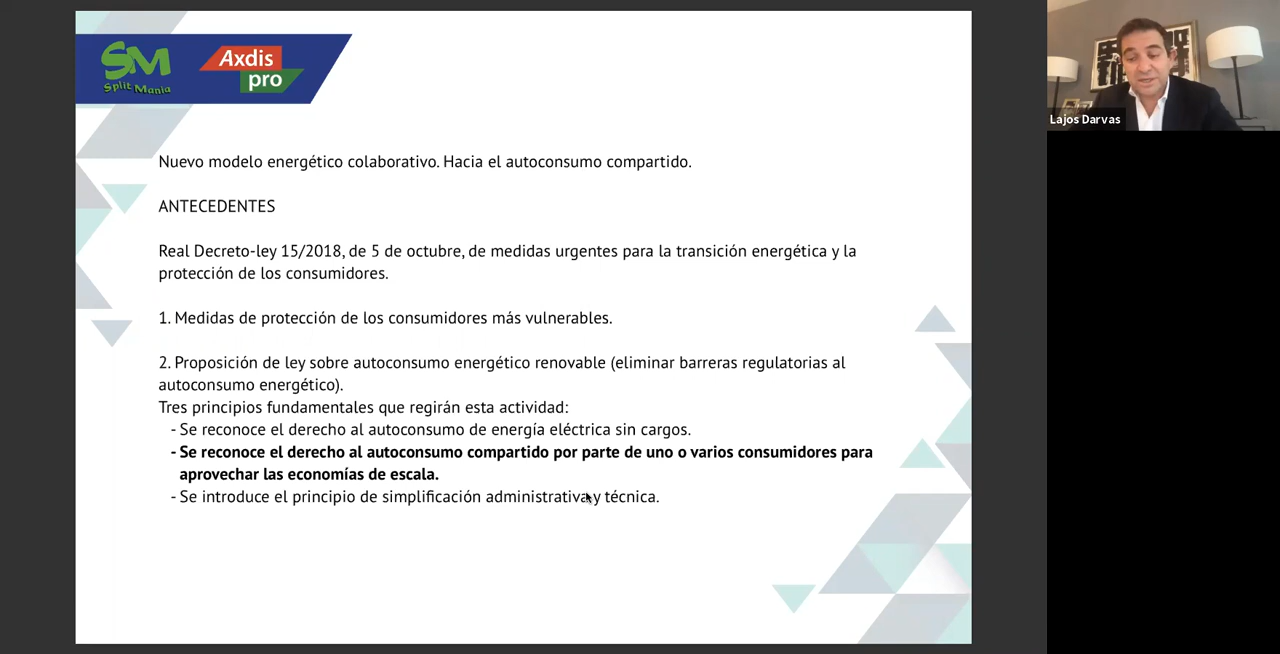 SM
Split Mania
Axdis
pro
Lajos Darvas
Nuevo modelo energético colaborativo. Hacia el autoconsumo compartido.
ANTECEDENTES
Real Decreto-ley 15/2018, de 5 de octubre, de medidas urgentes para la transición energética y la
protección de los consumidores.
1. Medidas de protección de los consumidores más vulnerables.
2. Proposición de ley sobre autoconsumo energético renovable (eliminar barreras regulatorias al
autoconsumo energético).
Tres principios fundamentales que regirán esta actividad:
- Se reconoce el derecho al autoconsumo de energía eléctrica sin cargos.
- Se reconoce el derecho al autoconsumo compartido por parte de uno o varios consumidores para
aprovechar las economías de escala.
- Se introduce el principio de simplificación administrativa y técnica.